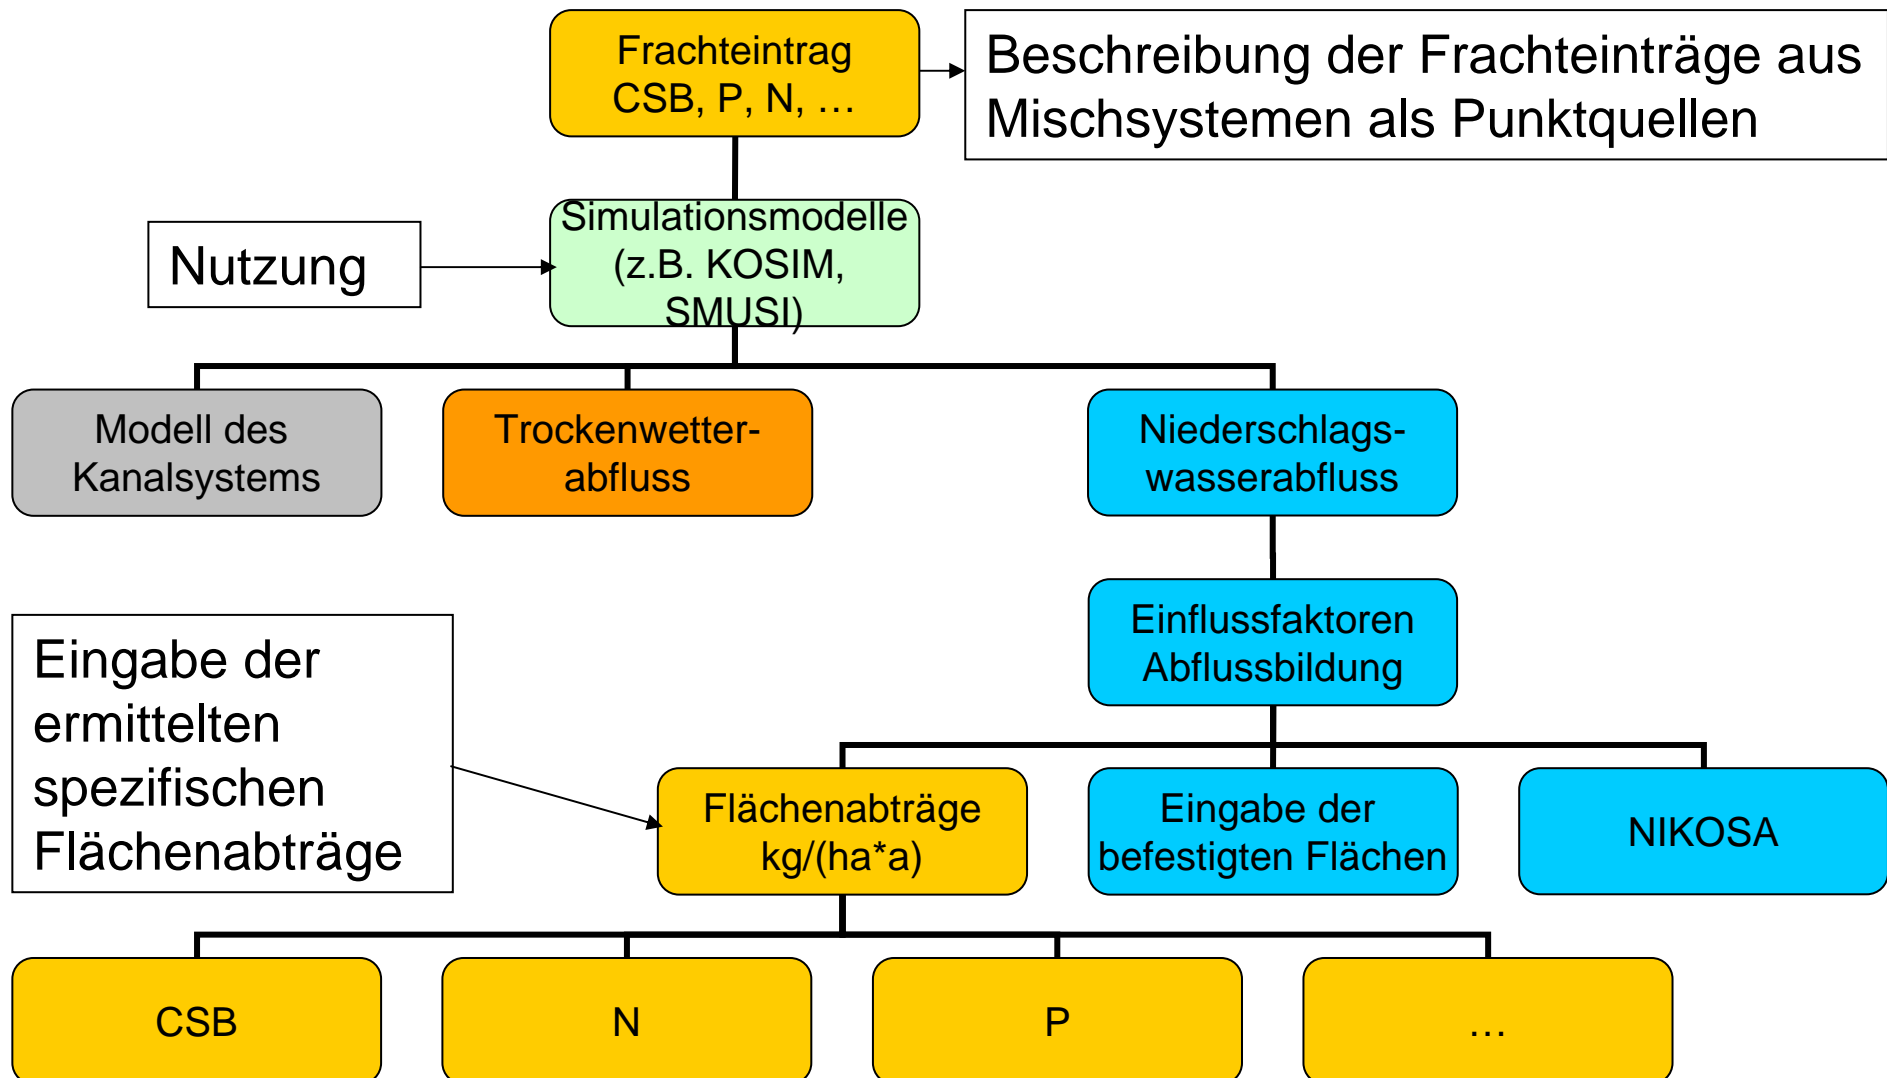 Frachteintrag
CSB, P, N, …
Beschreibung der Frachteinträge aus
Mischsystemen als Punktquellen
Nutzung
Simulationsmodelle
(z.B. KOSIM,
SMUSI)
Modell des
Kanalsystems
Trockenwetter-
abfluss
Niederschlags-
wasserabfluss
Einflussfaktoren
Abflussbildung
Eingabe der
ermittelten
spezifischen
Flächenabträge
Flächenabträge
kg/(ha*a)
Eingabe der
befestigten Flächen
NIKOSA
CSB
N
P
…